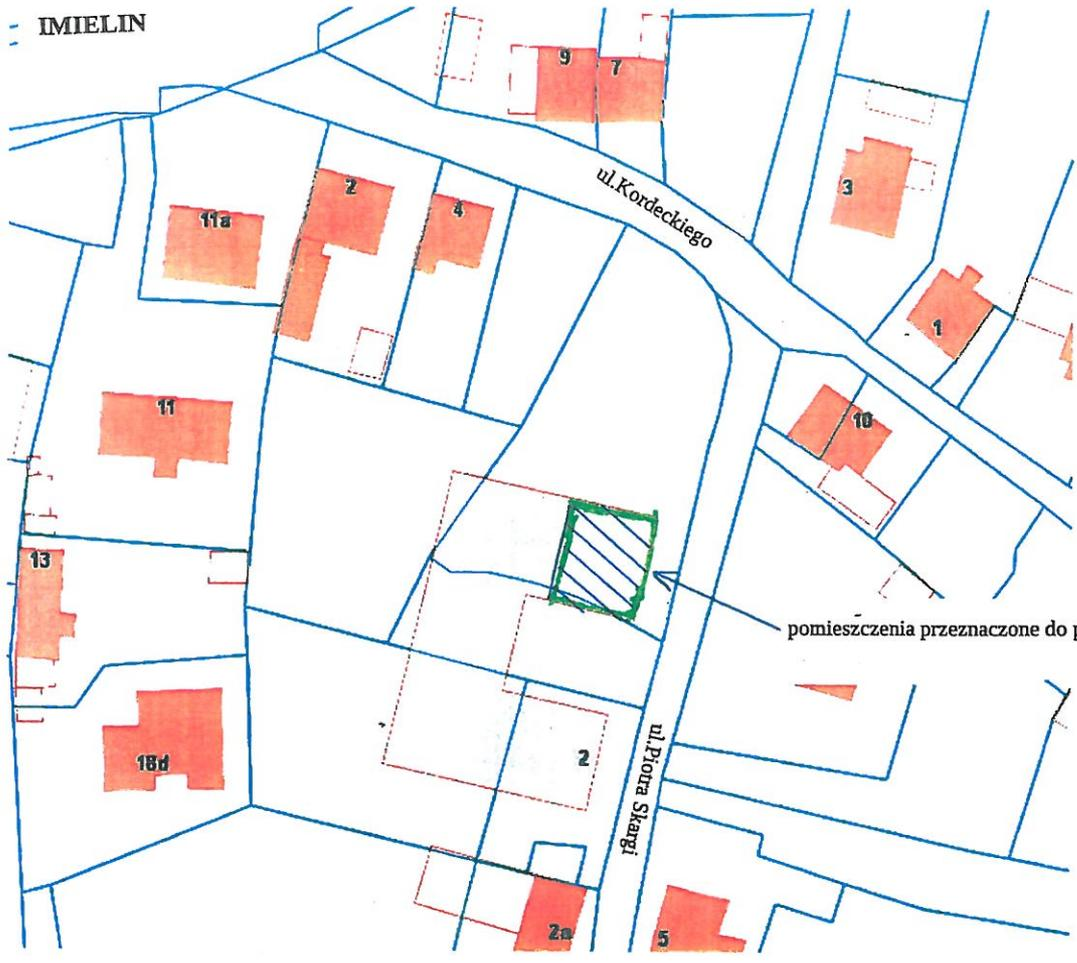 IMIELIN
9
7
2
4
11a
3
ul.Kordeckiego
1
11
10
13
pomieszczenia przeznaczone do p
18d
2
ul.Piotra Skargi
2a
5